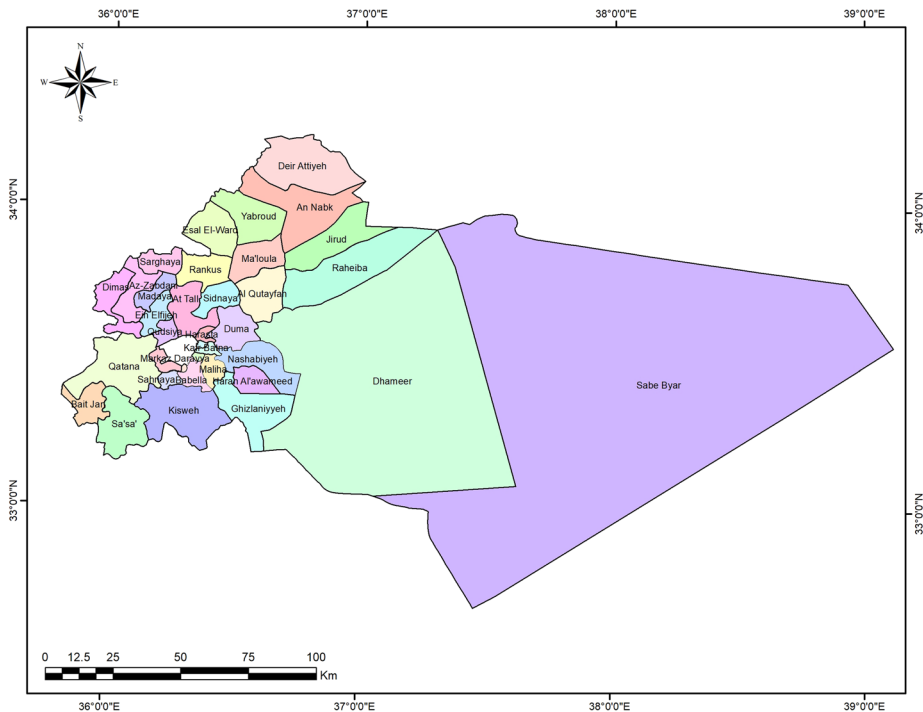 36°0'0"E 37°0'0"E 38°0'0"E 39°0'0"E
N
W E
S
34°0'0"N
34°0'0"N
Deir Attiyeh
An Nabk
Yabroud
Esal El-Ward
Jirud
Ma'loula
Sarghaya
Rankus
Raheiba
Dimas
Az-Zabdani
Madaya
At Tall
Sidnaya
Al Qutayfah
Ein Elfijeh
Qudsiya
Harasta
Duma
Kafr Batna
Markaz Darayya
Nashabiyeh
Qatana
Maliha
Sahnaya
Babella
Haran Al'awameed
Dhameer
Sabe Byar
Bait Jan
Kisweh
Ghizlaniyyeh
Sa'sa'
33°0'0"N
33°0'0"N
0 12.5 25 50 75 100
Km
36°0'0"E 37°0'0"E 38°0'0"E 39°0'0"E